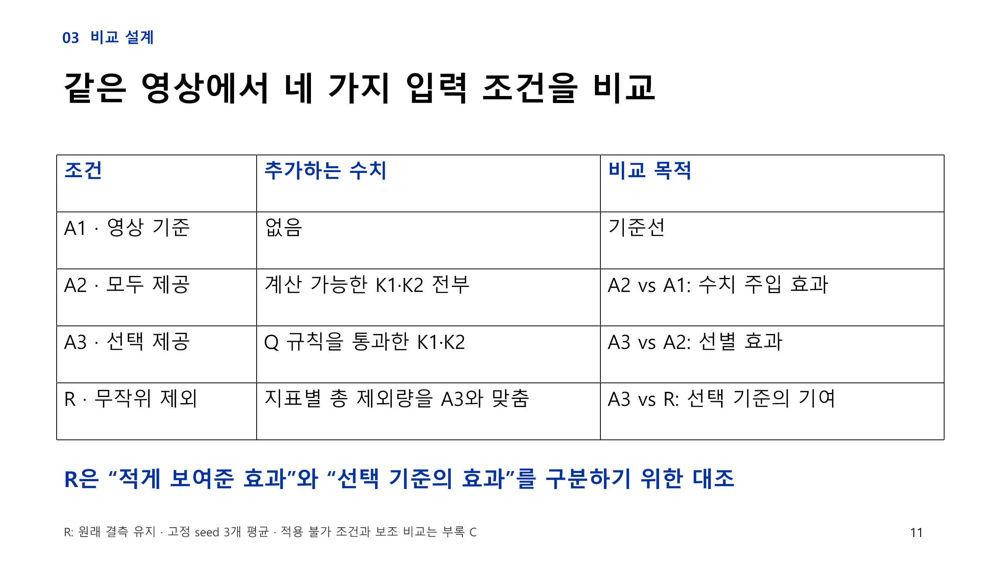 03 비교 설계
같은 영상에서 네 가지 입력 조건을 비교
조건 추가하는 수치 비교 목적
A1 · 영상 기준 없음 기준선
A2 · 모두 제공 계산 가능한 K1·K2 전부 A2 vs A1: 수치 주입 효과
A3 · 선택 제공 Q 규칙을 통과한 K1·K2 A3 vs A2: 선별 효과
R · 무작위 제외 지표별 총 제외량을 A3와 맞춤 A3 vs R: 선택 기준의 기여
R은 “적게 보여준 효과”와 “선택 기준의 효과”를 구분하기 위한 대조
R: 원래 결측 유지 · 고정 seed 3개 평균 · 적용 불가 조건과 보조 비교는 부록 C
11